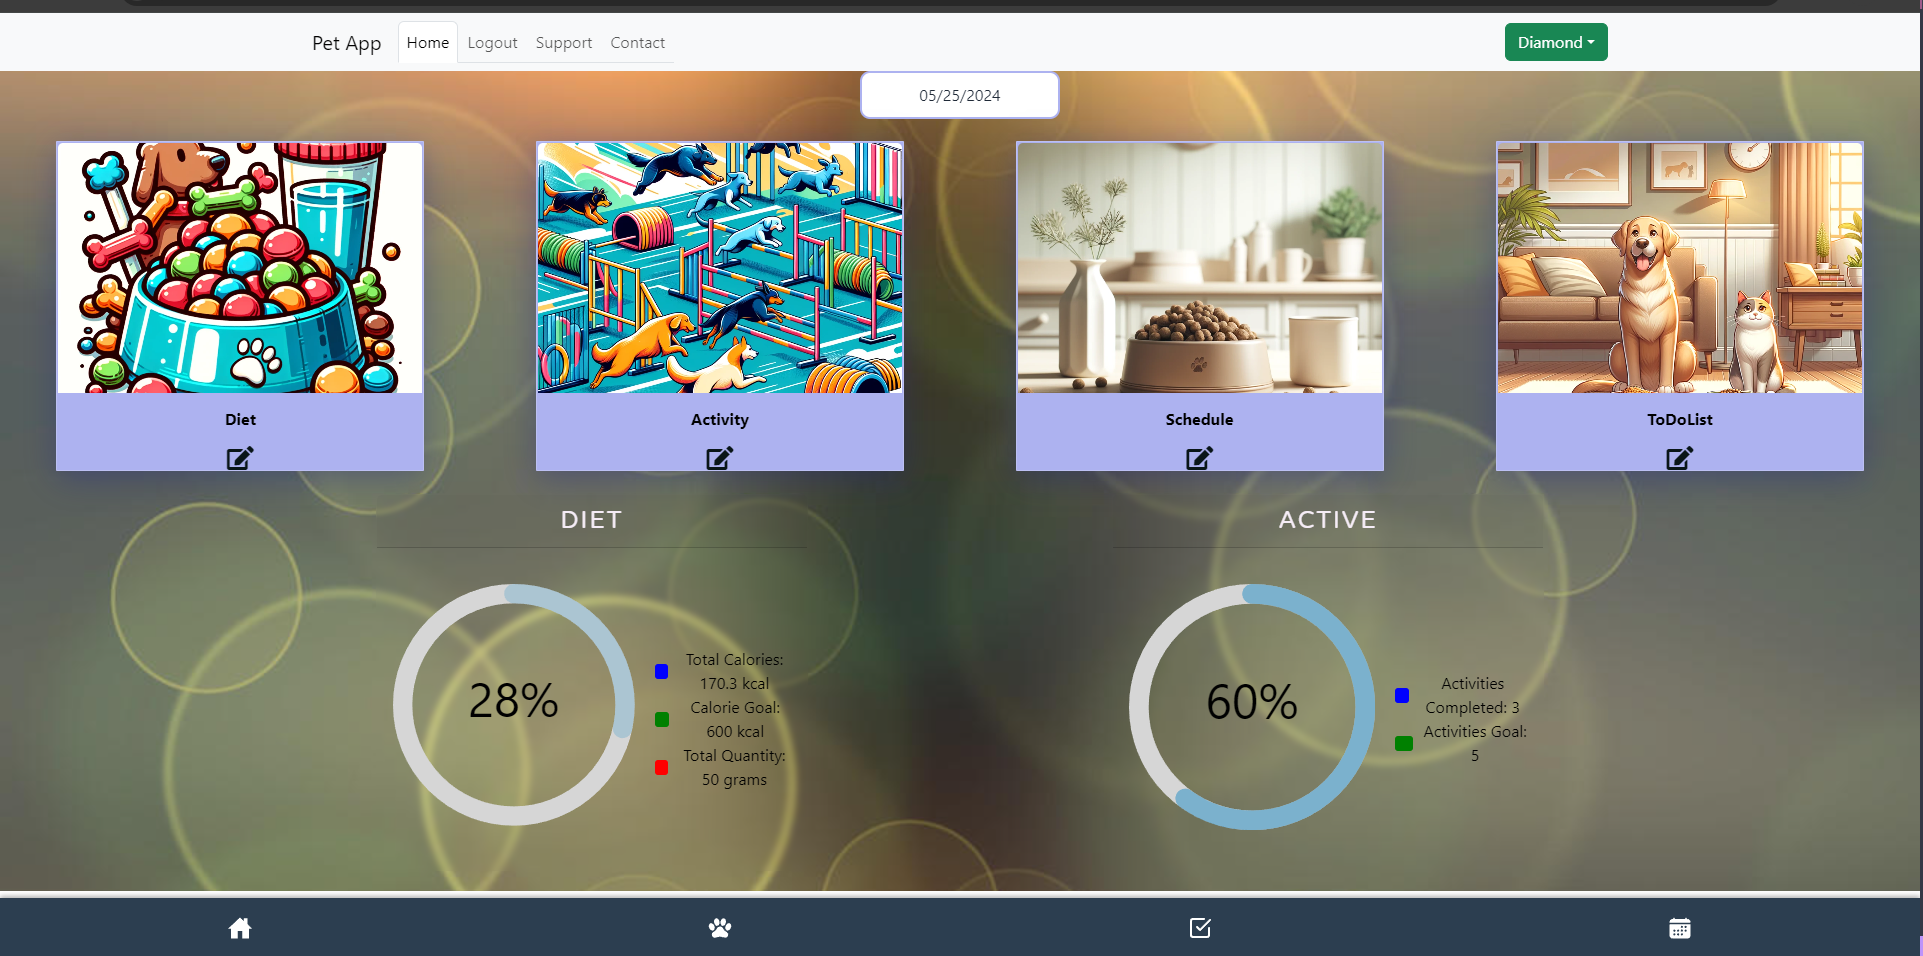 Pet App Home Logout Support Contact Diamond
05/25/2024
Diet
Activity
Schedule
ToDoList
DIET
28%
Total Calories:
170.3 kcal
Calorie Goal:
600 kcal
Total Quantity:
50 grams
ACTIVE
60%
Activities
Completed: 3
Activities Goal:
5